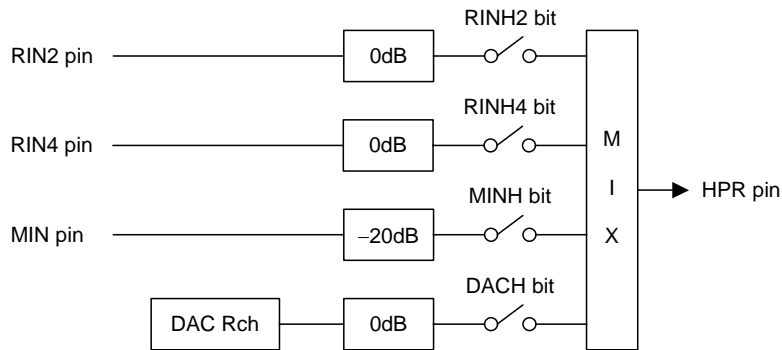 RINH2 bit
RIN2 pin
0dB
RINH4 bit
RIN4 pin
0dB
M
I
X
HPR pin
MINH bit
MIN pin
−20dB
DACH bit
DAC Rch
0dB